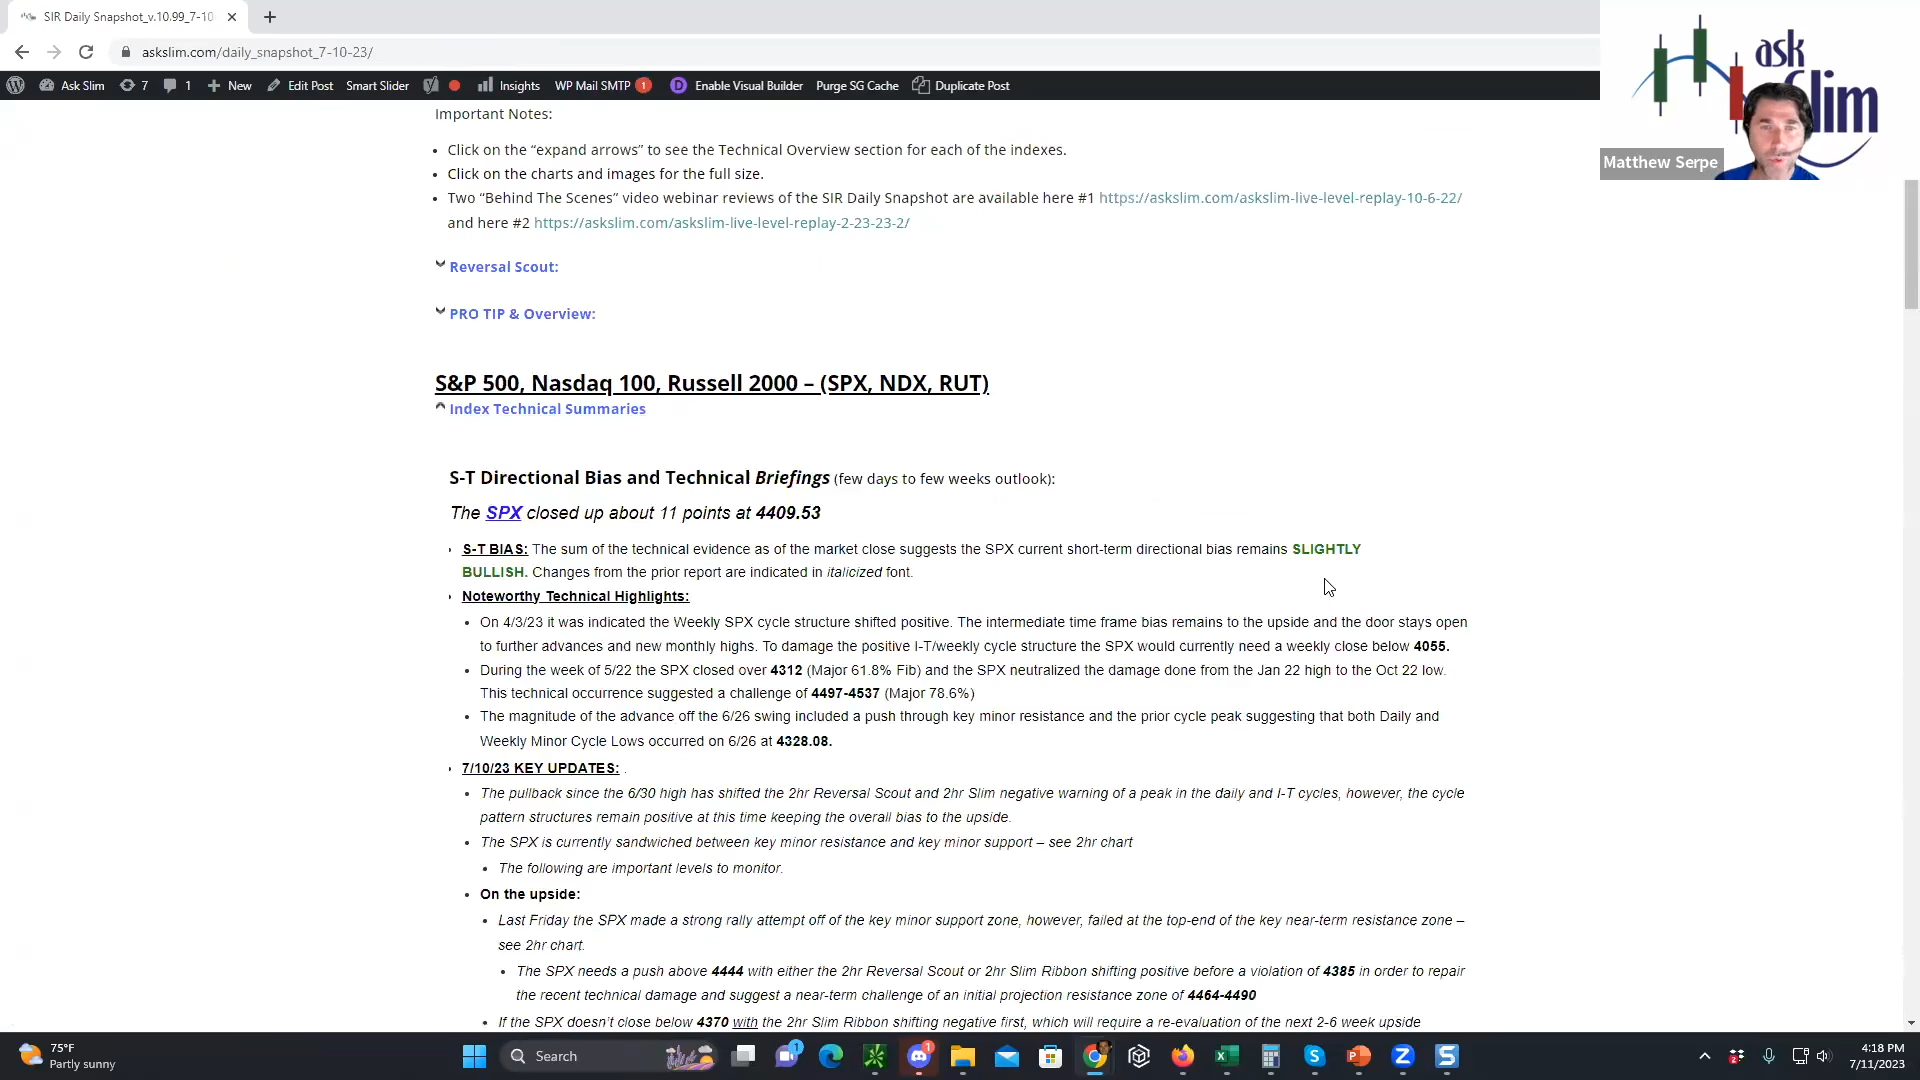 SIR Daily Snapshot_v.10.99_7-10
askslim.com/daily_snapshot_7-10-23/
Ask Slim 7 1 New Edit Post Smart Slider Insights WP Mail SMTP 1 Enable Visual Builder Purge SG Cache Duplicate Post
ask
Slim
Matthew Serpe
Important Notes:
Click on the “expand arrows” to see the Technical Overview section for each of the indexes.
Click on the charts and images for the full size.
Two “Behind The Scenes” video webinar reviews of the SIR Daily Snapshot are available here #1 https://askslim.com/askslim-live-level-replay-10-6-22/
and here #2 https://askslim.com/askslim-live-level-replay-2-23-23-2/
Reversal Scout:
PRO TIP & Overview:
S&P 500, Nasdaq 100, Russell 2000 – (SPX, NDX, RUT)
Index Technical Summaries
S-T Directional Bias and Technical Briefings (few days to few weeks outlook):
The SPX closed up about 11 points at 4409.53
S-T BIAS: The sum of the technical evidence as of the market close suggests the SPX current short-term directional bias remains SLIGHTLY
BULLISH. Changes from the prior report are indicated in italicized font.
Noteworthy Technical Highlights:
On 4/3/23 it was indicated the Weekly SPX cycle structure shifted positive. The intermediate time frame bias remains to the upside and the door stays open
to further advances and new monthly highs. To damage the positive I-T/weekly cycle structure the SPX would currently need a weekly close below 4055.
During the week of 5/22 the SPX closed over 4312 (Major 61.8% Fib) and the SPX neutralized the damage done from the Jan 22 high to the Oct 22 low.
This technical occurrence suggested a challenge of 4497-4537 (Major 78.6%)
The magnitude of the advance off the 6/26 swing included a push through key minor resistance and the prior cycle peak suggesting that both Daily and
Weekly Minor Cycle Lows occurred on 6/26 at 4328.08.
7/10/23 KEY UPDATES: .
The pullback since the 6/30 high has shifted the 2hr Reversal Scout and 2hr Slim negative warning of a peak in the daily and I-T cycles, however, the cycle
pattern structures remain positive at this time keeping the overall bias to the upside.
The SPX is currently sandwiched between key minor resistance and key minor support – see 2hr chart
The following are important levels to monitor.
On the upside:
Last Friday the SPX made a strong rally attempt off of the key minor support zone, however, failed at the top-end of the key near-term resistance zone –
see 2hr chart.
The SPX needs a push above 4444 with either the 2hr Reversal Scout or 2hr Slim Ribbon shifting positive before a violation of 4385 in order to repair
the recent technical damage and suggest a near-term challenge of an initial projection resistance zone of 4464-4490
If the SPX doesn’t close below 4370 with the 2hr Slim Ribbon shifting negative first, which will require a re-evaluation of the next 2-6 week upside
75°F
Partly sunny
Search
4:18 PM
7/11/2023